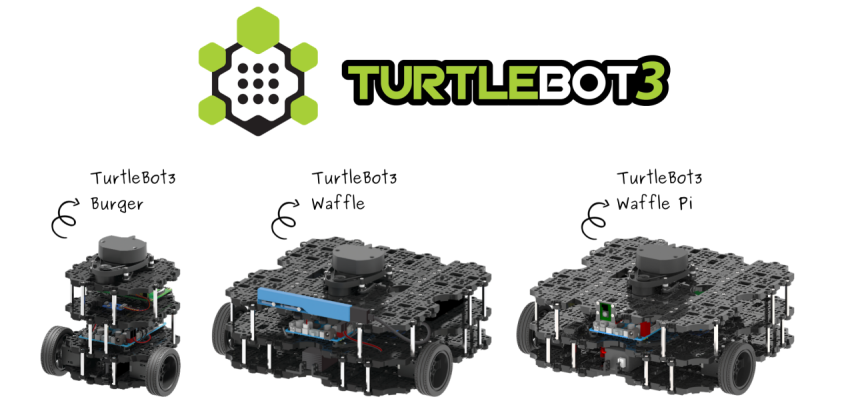 TURTLEBOT3
TurtleBot3
Burger
TurtleBot3
Waffle
TurtleBot3
Waffle Pi